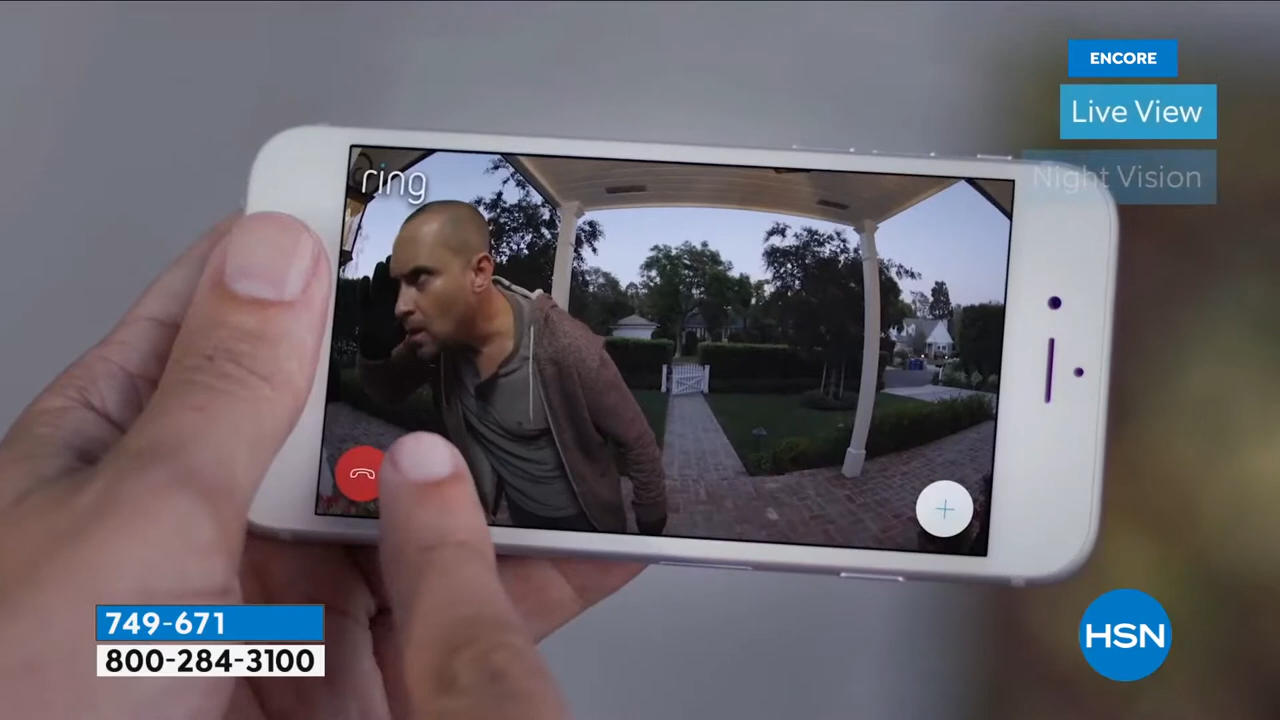 ENCORE
Live View
Night Vision
ring
749-671
800-284-3100
HSN